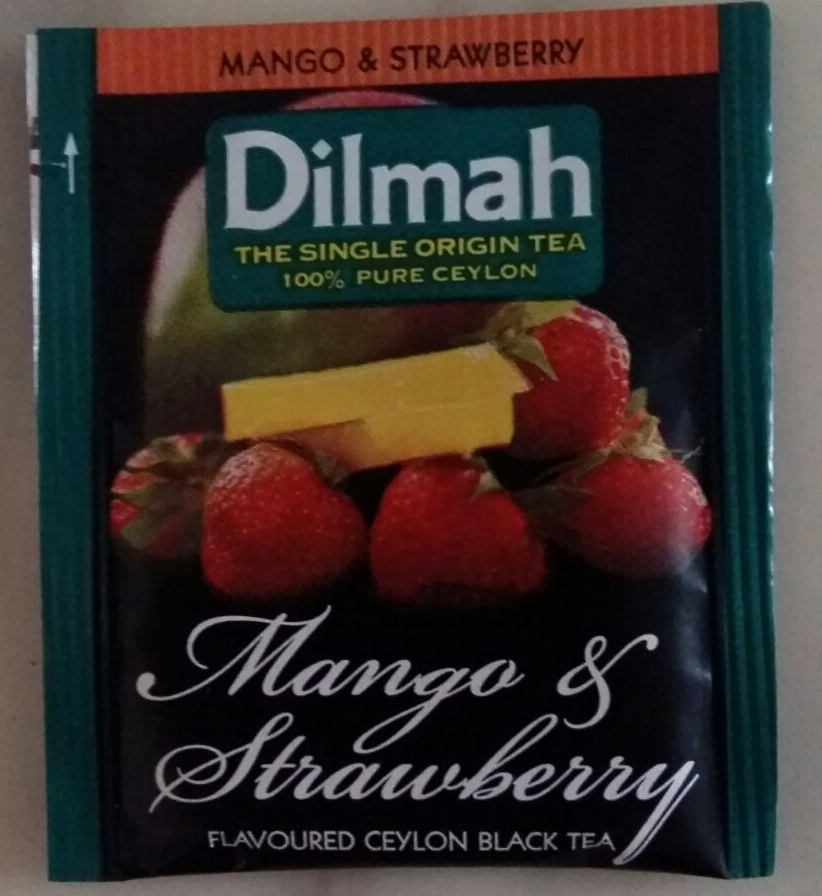 MANGO & STRAWBERRY
Dilmah
THE SINGLE ORIGIN TEA
100% PURE CEYLON
Mango &
Strawberry
FLAVOURED CEYLON BLACK TEA